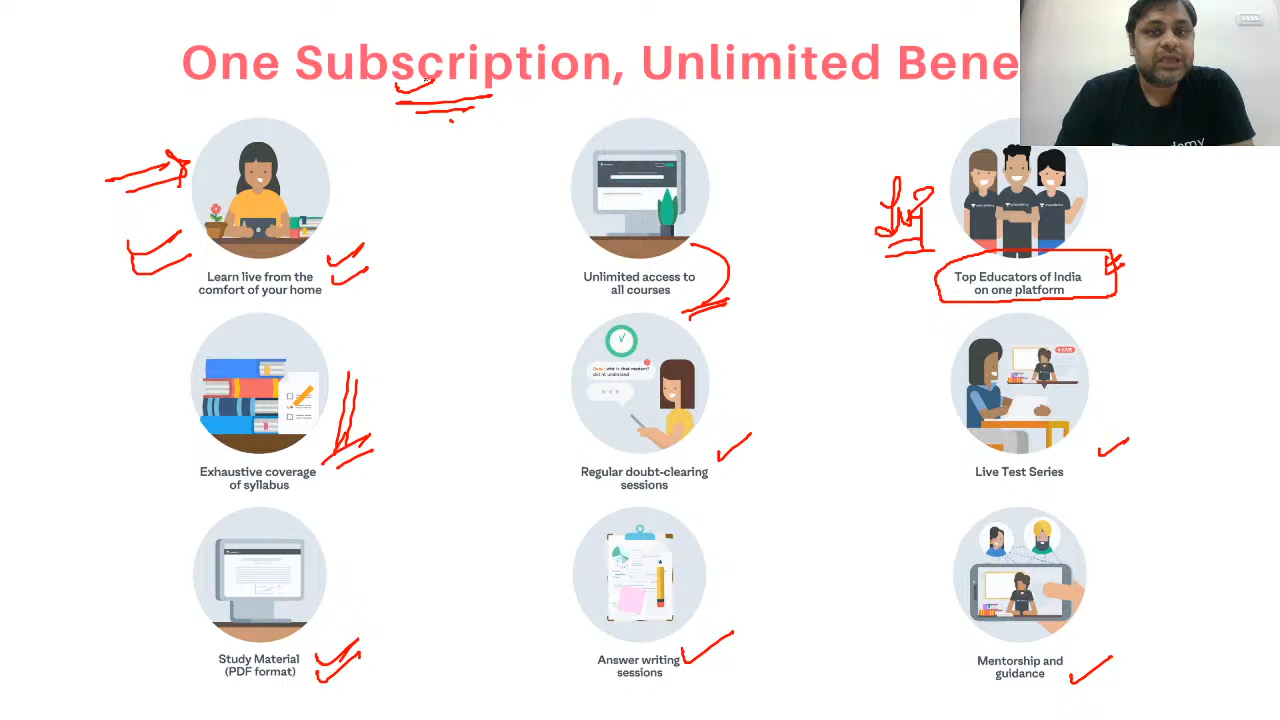 One Subscription, Unlimited Bene
Learn live from the
comfort of your home
Unlimited access to
all courses
Top Educators of India
on one platform
Exhaustive coverage
of syllabus
Regular doubt-clearing
sessions
LIVE
Live Test Series
Study Material
(PDF format)
Answer writing
sessions
Mentorship and
guidance